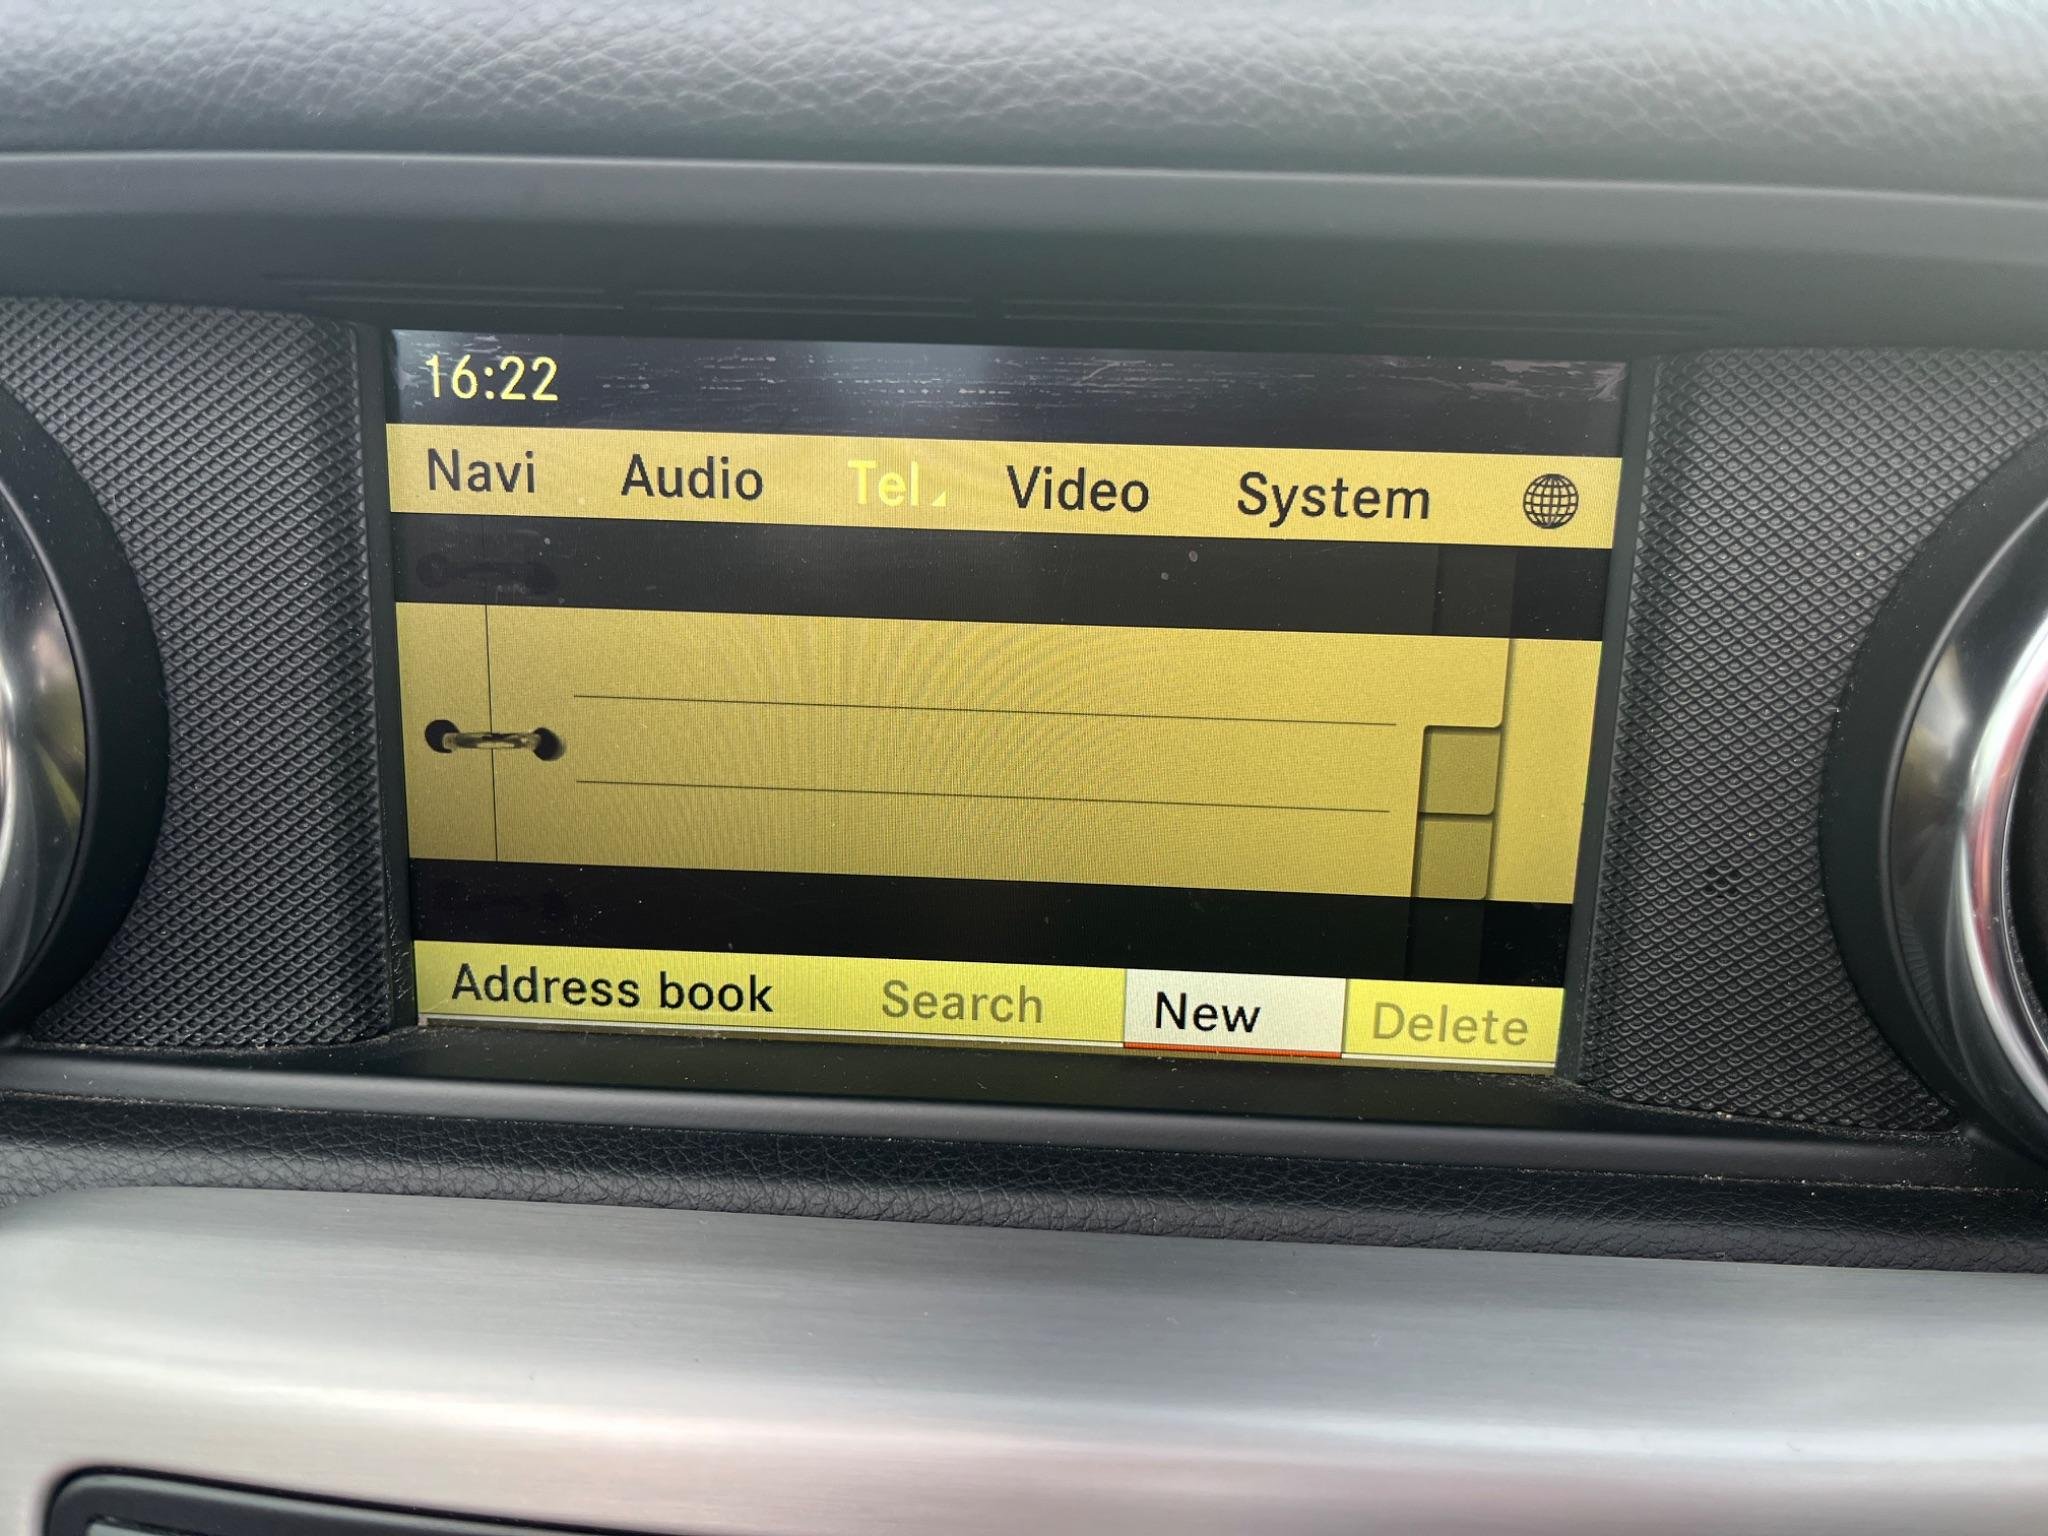 16:22
Navi Audio Tel Video System
Address book Search New Delete